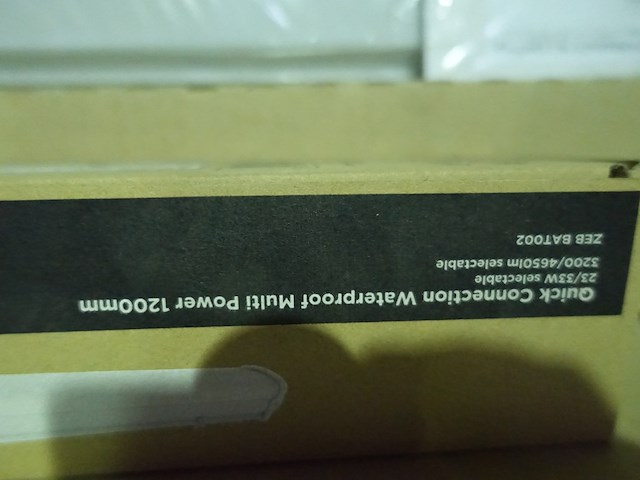 Quick Connection Waterproof Multi Power 1200mm
23/33W selectable
3200/4650lm selectable
ZEB BAT002